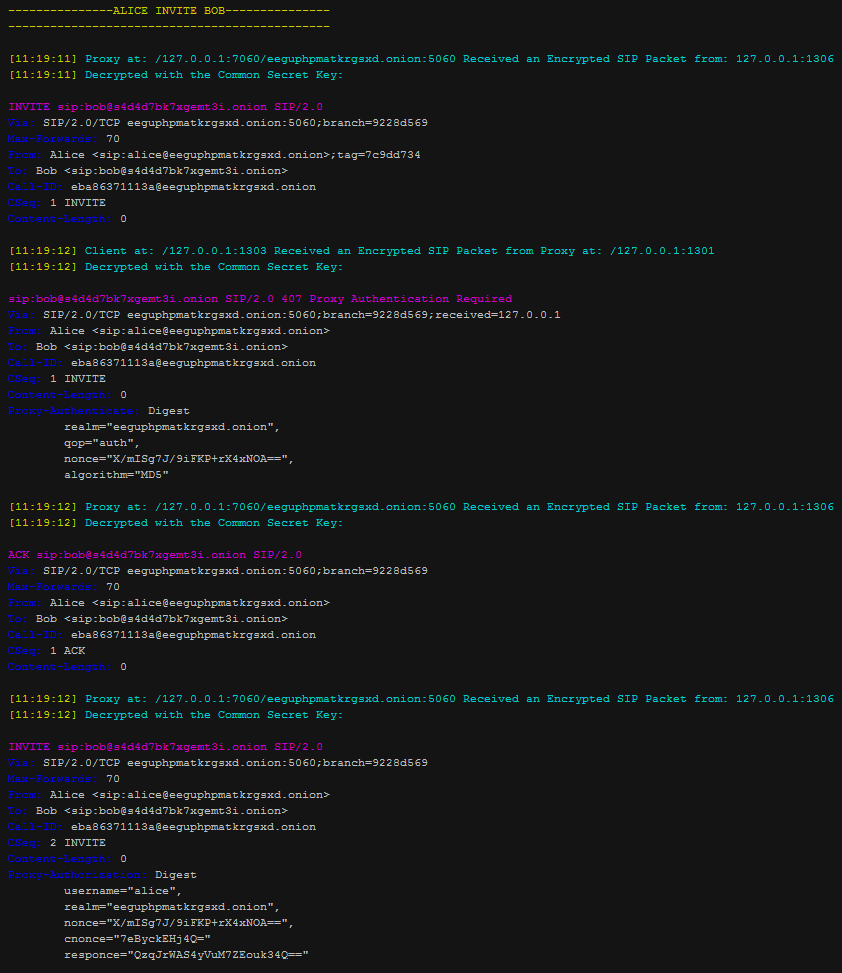 ---------------ALICE INVITE BOB---------------
----------------------------------------------
[11:19:11] Proxy at: /127.0.0.1:7060/eeguphpmatkrgsxd.onion:5060 Received an Encrypted SIP Packet from: 127.0.0.1:1306
[11:19:11] Decrypted with the Common Secret Key:
INVITE sip:bob@s4d4d7bk7xgemt3i.onion SIP/2.0
Via: SIP/2.0/TCP eeguphpmatkrgsxd.onion:5060;branch=9228d569
Max-Forwards: 70
From: Alice <sip:alice@eeguphpmatkrgsxd.onion>;tag=7c9dd734
To: Bob <sip:bob@s4d4d7bk7xgemt3i.onion>
Call-ID: eba86371113a@eeguphpmatkrgsxd.onion
CSeq: 1 INVITE
Content-Length: 0
[11:19:12] Client at: /127.0.0.1:1303 Received an Encrypted SIP Packet from Proxy at: /127.0.0.1:1301
[11:19:12] Decrypted with the Common Secret Key:
sip:bob@s4d4d7bk7xgemt3i.onion SIP/2.0 407 Proxy Authentication Required
Via: SIP/2.0/TCP eeguphpmatkrgsxd.onion:5060;branch=9228d569;received=127.0.0.1
From: Alice <sip:alice@eeguphpmatkrgsxd.onion>
To: Bob <sip:bob@s4d4d7bk7xgemt3i.onion>
Call-ID: eba86371113a@eeguphpmatkrgsxd.onion
CSeq: 1 INVITE
Content-Length: 0
Proxy-Authenticate: Digest
realm="eeguphpmatkrgsxd.onion",
qop="auth",
nonce="X/mISg7J/9iFKP+rX4xNOA==",
algorithm="MD5"
[11:19:12] Proxy at: /127.0.0.1:7060/eeguphpmatkrgsxd.onion:5060 Received an Encrypted SIP Packet from: 127.0.0.1:1306
[11:19:12] Decrypted with the Common Secret Key:
ACK sip:bob@s4d4d7bk7xgemt3i.onion SIP/2.0
Via: SIP/2.0/TCP eeguphpmatkrgsxd.onion:5060;branch=9228d569
Max-Forwards: 70
From: Alice <sip:alice@eeguphpmatkrgsxd.onion>
To: Bob <sip:bob@s4d4d7bk7xgemt3i.onion>
Call-ID: eba86371113a@eeguphpmatkrgsxd.onion
CSeq: 1 ACK
Content-Length: 0
[11:19:12] Proxy at: /127.0.0.1:7060/eeguphpmatkrgsxd.onion:5060 Received an Encrypted SIP Packet from: 127.0.0.1:1306
[11:19:12] Decrypted with the Common Secret Key:
INVITE sip:bob@s4d4d7bk7xgemt3i.onion SIP/2.0
Via: SIP/2.0/TCP eeguphpmatkrgsxd.onion:5060;branch=9228d569
Max-Forwards: 70
From: Alice <sip:alice@eeguphpmatkrgsxd.onion>
To: Bob <sip:bob@s4d4d7bk7xgemt3i.onion>
Call-ID: eba86371113a@eeguphpmatkrgsxd.onion
CSeq: 2 INVITE
Content-Length: 0
Proxy-Authorization: Digest
username="alice",
realm="eeguphpmatkrgsxd.onion",
nonce="X/mISg7J/9iFKP+rX4xNOA==",
cnonce="7eByckEHj4Q="
responce="QzqJrWAS4yVuM7ZEouk34Q=="